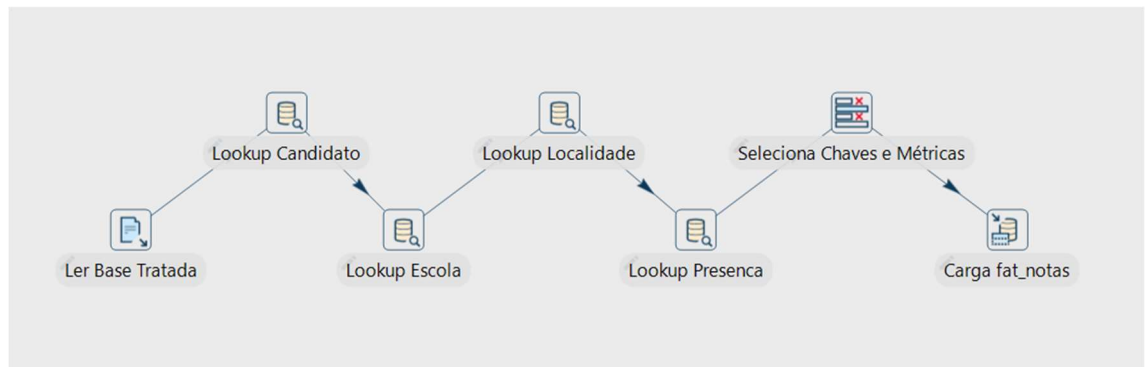 Lookup Candidato
Lookup Localidade
Seleciona Chaves e Métricas
Ler Base Tratada
Lookup Escola
Lookup Presenca
Carga fat_notas